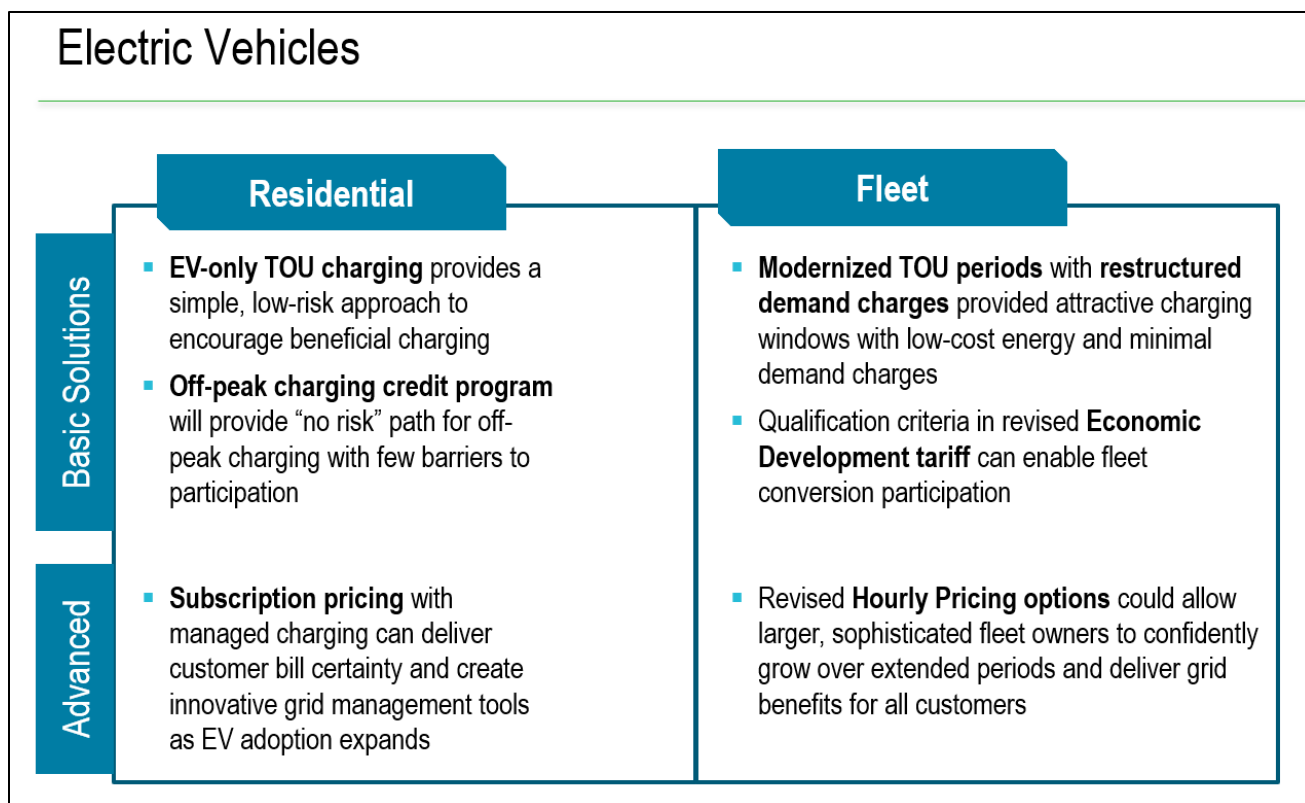 Electric Vehicles
Residential
Fleet
Basic Solutions
▪ EV-only TOU charging provides a
simple, low-risk approach to
encourage beneficial charging
▪ Off-peak charging credit program
will provide “no risk” path for off-
peak charging with few barriers to
participation
▪ Modernized TOU periods with restructured
demand charges provided attractive charging
windows with low-cost energy and minimal
demand charges
▪ Qualification criteria in revised Economic
Development tariff can enable fleet
conversion participation
Advanced
▪ Subscription pricing with
managed charging can deliver
customer bill certainty and create
innovative grid management tools
as EV adoption expands
▪ Revised Hourly Pricing options could allow
larger, sophisticated fleet owners to confidently
grow over extended periods and deliver grid
benefits for all customers